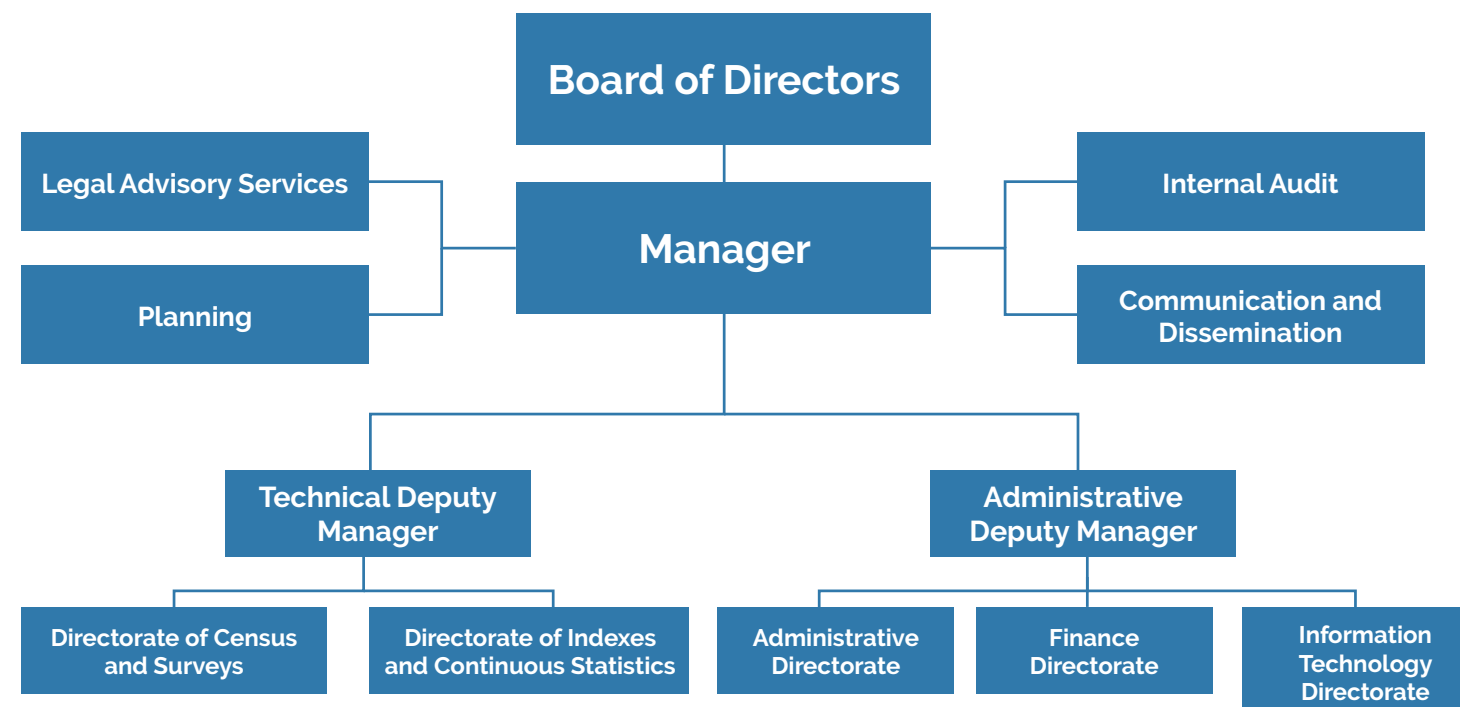 Board of Directors
Legal Advisory Services
Internal Audit
Manager
Planning
Communication and
Dissemination
Technical Deputy
Manager
Administrative
Deputy Manager
Directorate of Census
and Surveys
Directorate of Indexes
and Continuous Statistics
Administrative
Directorate
Finance
Directorate
Information
Technology
Directorate